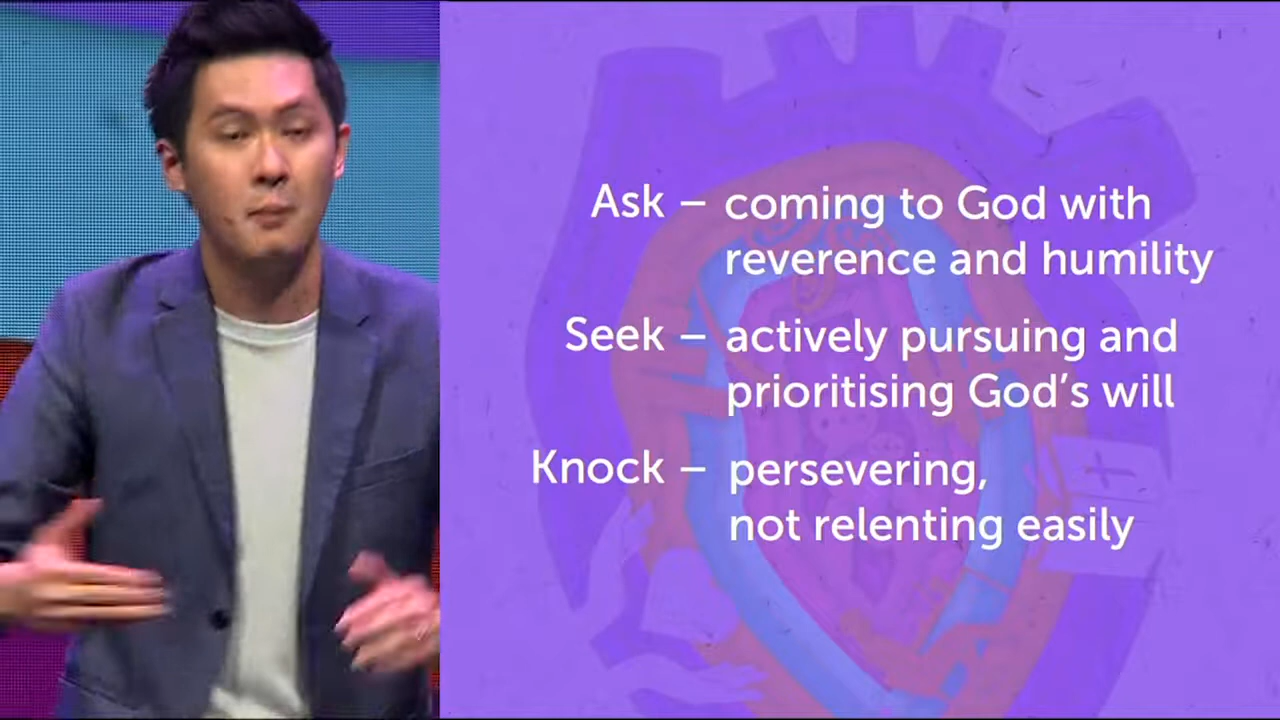 Ask – coming to God with
reverence and humility
Seek – actively pursuing and
prioritising God's will
Knock – persevering,
not relenting easily